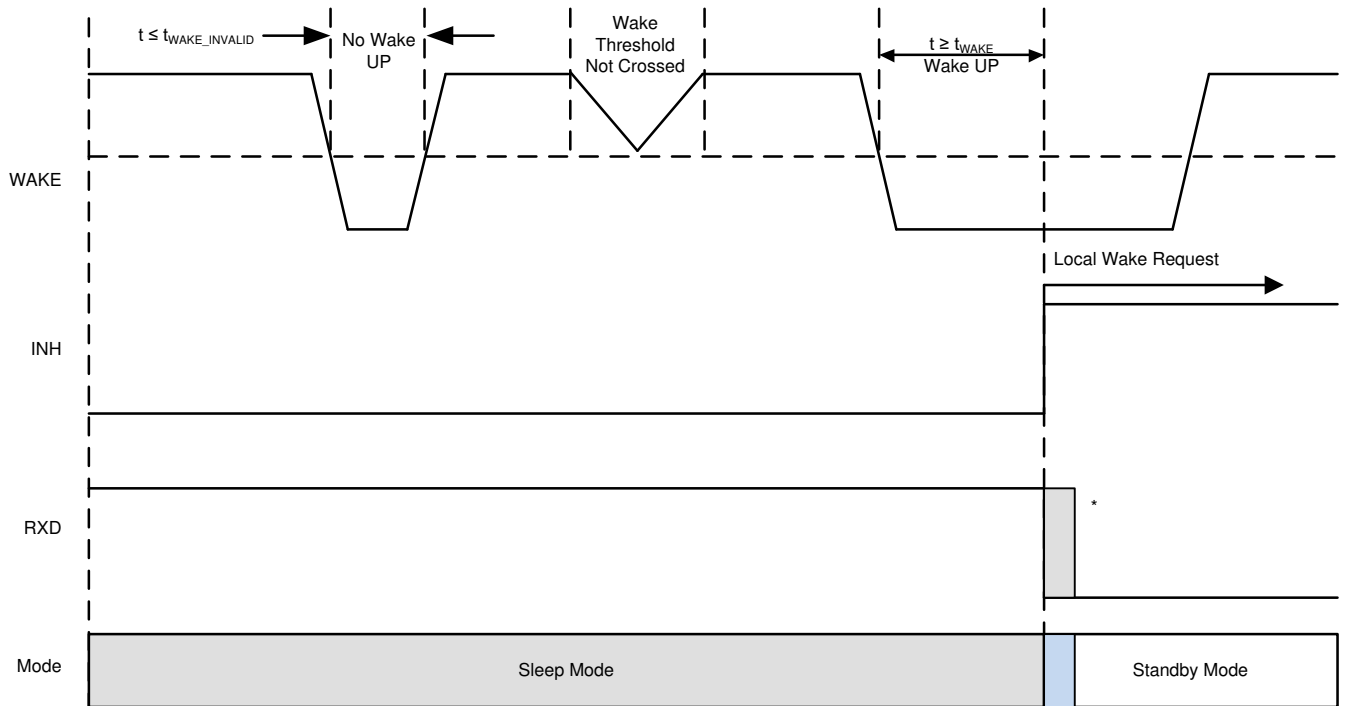 t ≤ tWAKE_INVALID
No Wake
UP
Wake
Threshold
Not Crossed
t ≥ tWAKE
Wake UP
WAKE
Local Wake Request
INH
RXD
*
Mode
Sleep Mode
Standby Mode